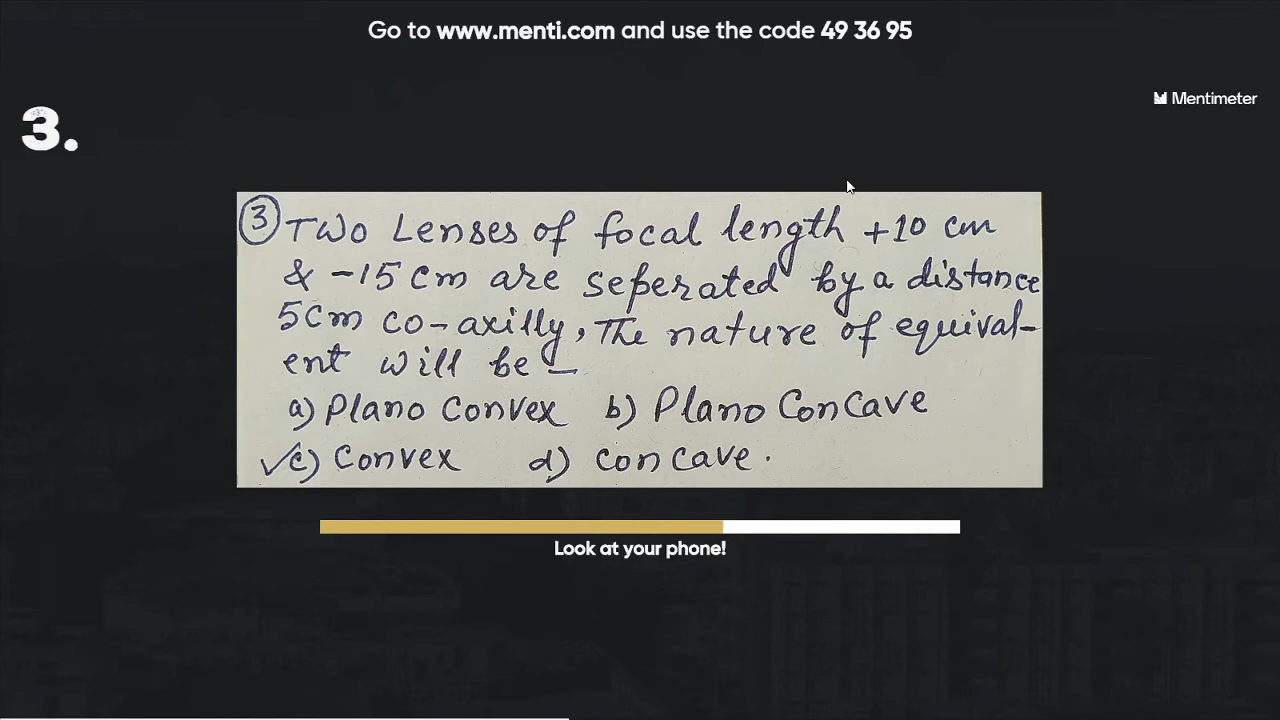 Go to www.menti.com and use the code 49 36 95
Mentimeter
3.
3 Two Lenses of focal length +10 cm
& -15 cm are seperated by a distance
5cm co-axilly, The nature of equival-
ent will be _
a) Plano Convex b) Plano ConCave
✓c) Convex d) concave.
Look at your phone!